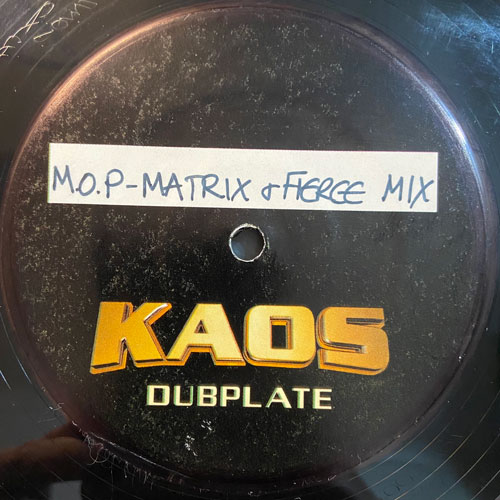 M.O.P-MATRIX & FIERCE MIX
KAOS
DUBPLATE